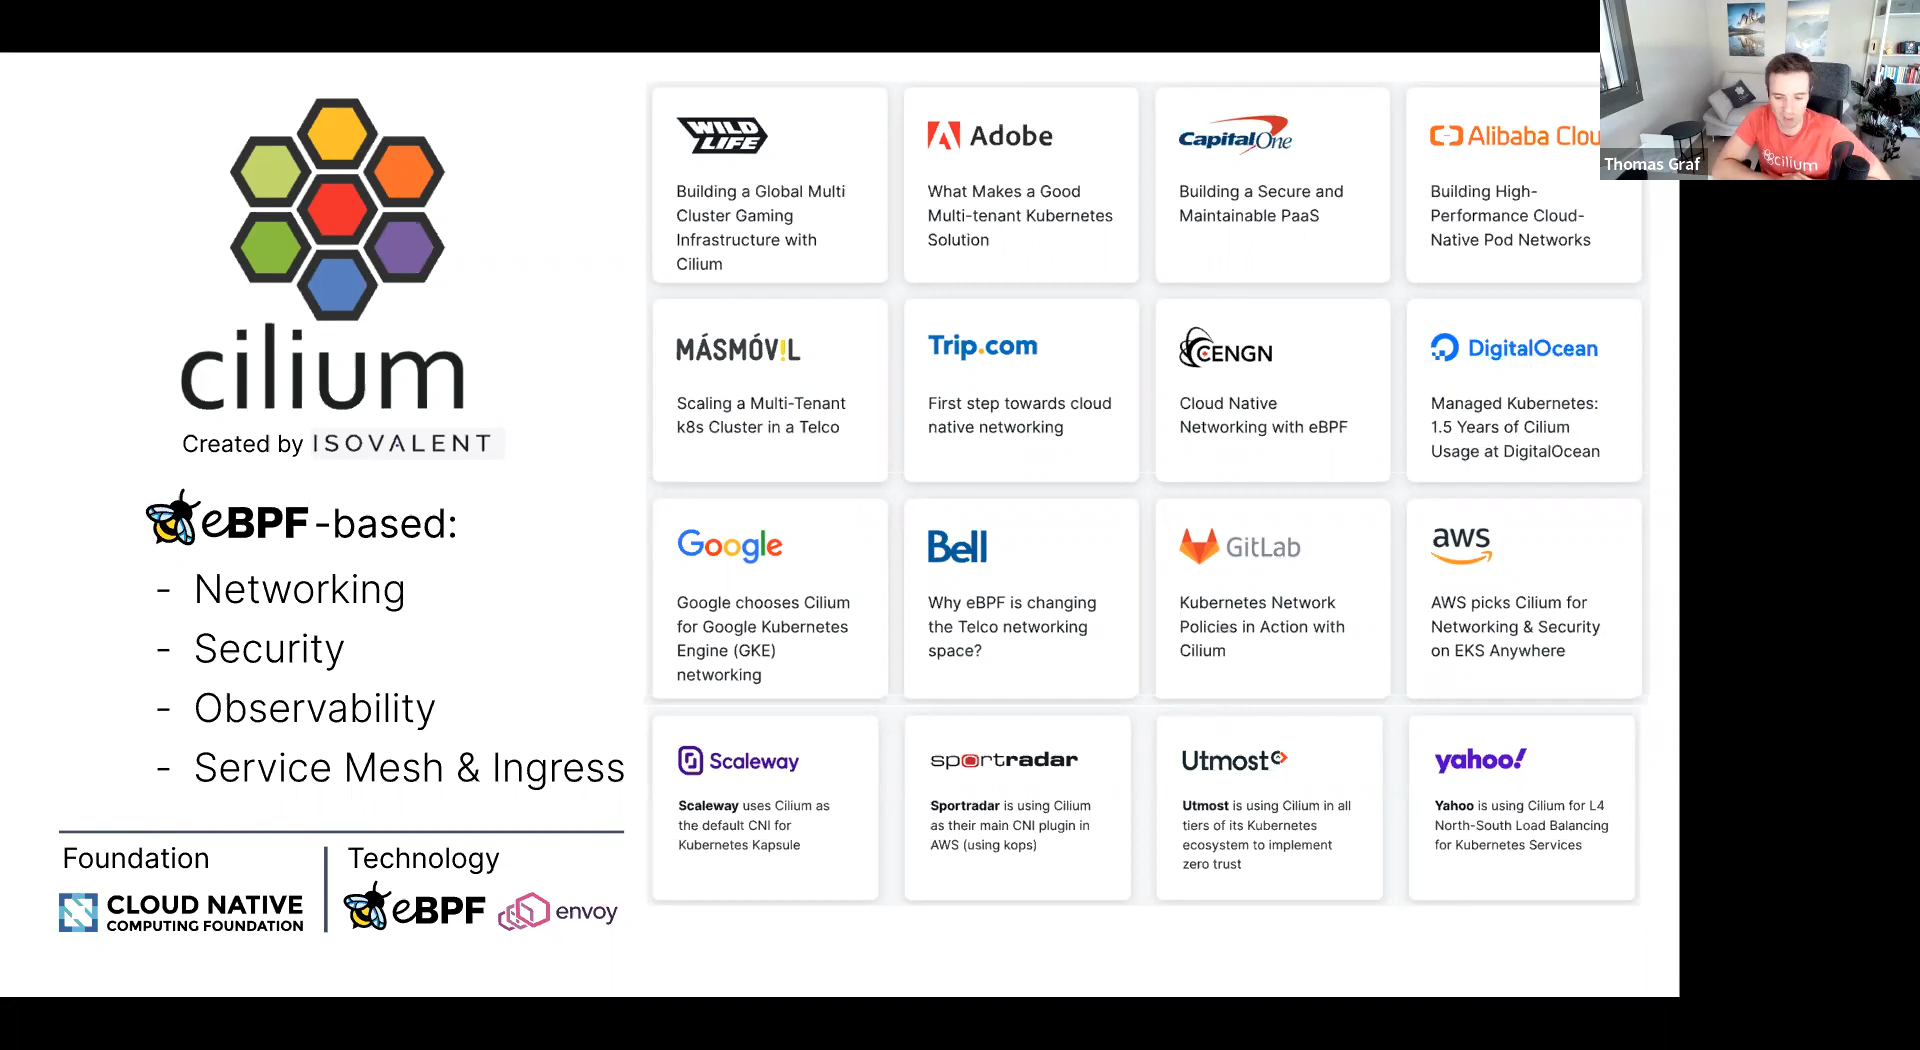 cilium
Created by ISOVALENT
eBPF-based:
- Networking
- Security
- Observability
- Service Mesh & Ingress
Foundation
CLOUD NATIVE
COMPUTING FOUNDATION
Technology
eBPF
envoy
WILD
LIFE
Building a Global Multi
Cluster Gaming
Infrastructure with
Cilium
Adobe
What Makes a Good
Multi-tenant Kubernetes
Solution
CapitalOne
Building a Secure and
Maintainable PaaS
Alibaba Clou
Building High-
Performance Cloud-
Native Pod Networks
MÁSMÓV!L
Scaling a Multi-Tenant
k8s Cluster in a Telco
Trip.com
First step towards cloud
native networking
CENGN
Cloud Native
Networking with eBPF
DigitalOcean
Managed Kubernetes:
1.5 Years of Cilium
Usage at DigitalOcean
Google
Google chooses Cilium
for Google Kubernetes
Engine (GKE)
networking
Bell
Why eBPF is changing
the Telco networking
space?
GitLab
Kubernetes Network
Policies in Action with
Cilium
aws
AWS picks Cilium for
Networking & Security
on EKS Anywhere
Scaleway
Scaleway uses Cilium as
the default CNI for
Kubernetes Kapsule
sportradar
Sportradar is using Cilium
as their main CNI plugin in
AWS (using kops)
Utmost
Utmost is using Cilium in all
tiers of its Kubernetes
ecosystem to implement
zero trust
yahoo!
Yahoo is using Cilium for L4
North-South Load Balancing
for Kubernetes Services
Thomas Graf
cilium